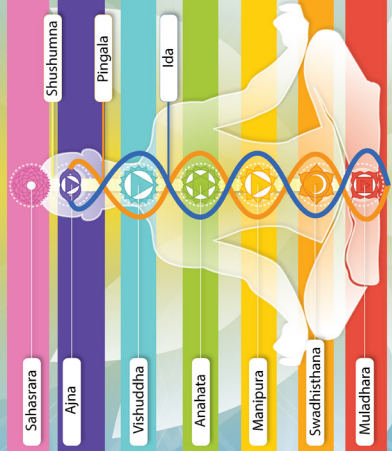 Shushumna
Pingala
Ida
Sahasrara
Ajna
Vishuddha
Anahata
Manipura
Swadhisthana
Muladhara